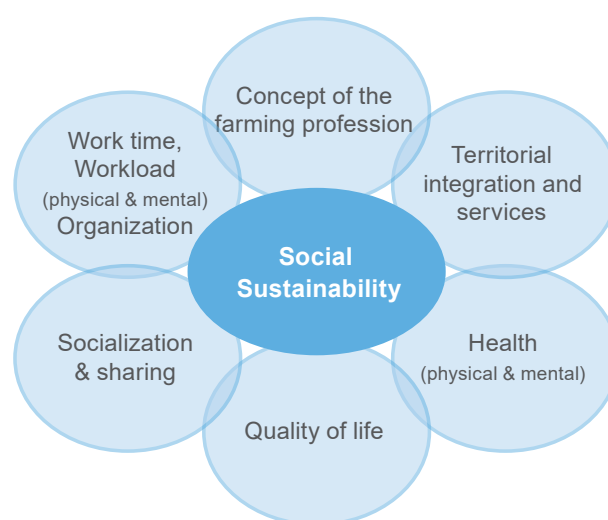 Concept of the
farming profession
Work time,
Workload
(physical & mental)
Organization
Territorial
integration and
services
Social
Sustainability
Socialization
& sharing
Health
(physical & mental)
Quality of life